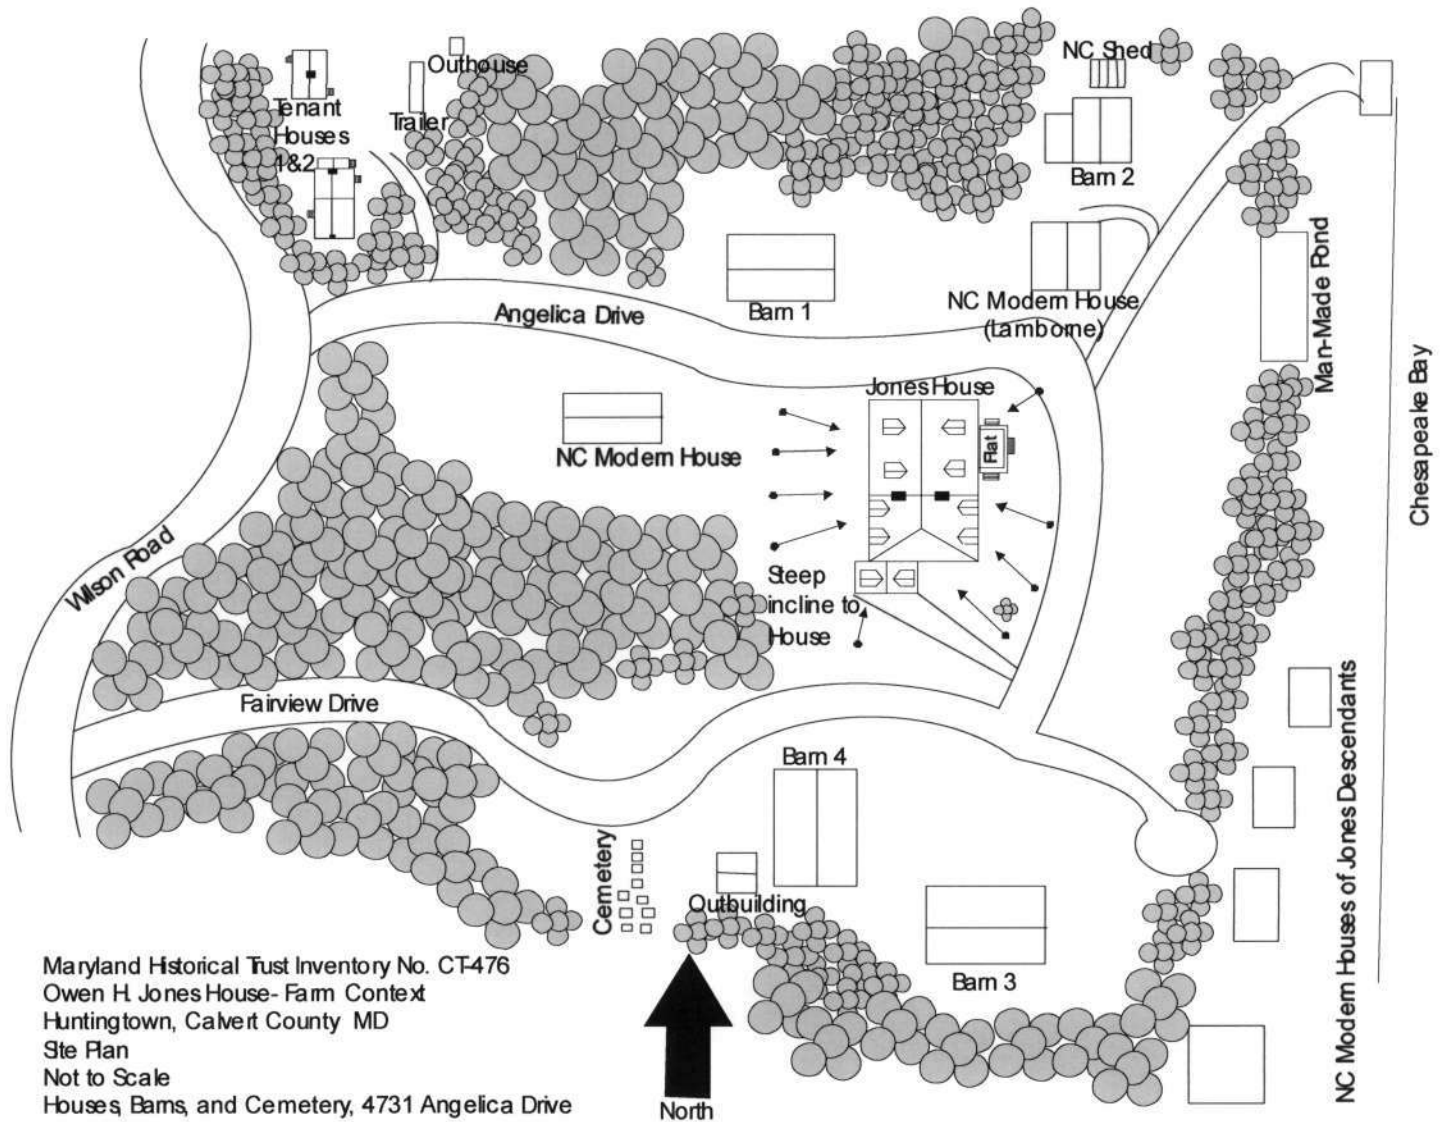 Outhouse
NC Shed
Tenant
Houses
1&2
Trailer
Barn 2
Man-Made Pond
Angelica Drive
Barn 1
NC Modern House
(Lamborne)
Chesapeake Bay
Jones House
Flat
NC Modern House
Wilson Road
Steep
incline to
House
Fairview Drive
NC Modern Houses of Jones Descendants
Barn 4
Cemetery
Outbuilding
Barn 3
Maryland Historical Trust Inventory No. CT-476
Owen H. Jones House- Farm Context
Huntingtown, Calvert County MD
Site Plan
Not to Scale
Houses, Barns, and Cemetery, 4731 Angelica Drive
North